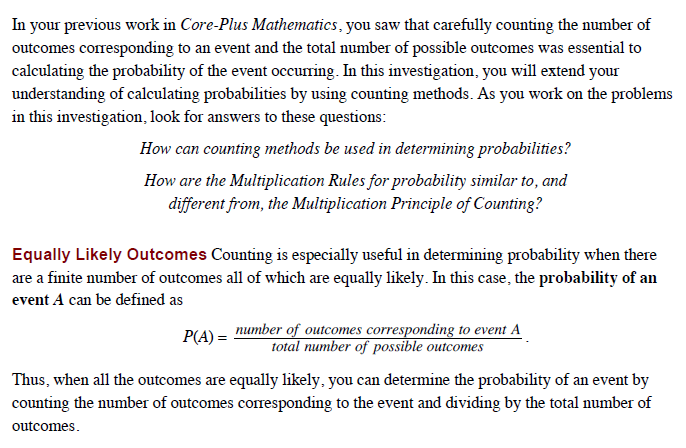 In your previous work in Core-Plus Mathematics, you saw that carefully counting the number of
outcomes corresponding to an event and the total number of possible outcomes was essential to
calculating the probability of the event occurring. In this investigation, you will extend your
understanding of calculating probabilities by using counting methods. As you work on the problems
in this investigation, look for answers to these questions:
How can counting methods be used in determining probabilities?
How are the Multiplication Rules for probability similar to, and
different from, the Multiplication Principle of Counting?
Equally Likely Outcomes Counting is especially useful in determining probability when there
are a finite number of outcomes all of which are equally likely. In this case, the probability of an
event A can be defined as
P(A) = number of outcomes corresponding to event A
total number of possible outcomes .
Thus, when all the outcomes are equally likely, you can determine the probability of an event by
counting the number of outcomes corresponding to the event and dividing by the total number of
outcomes.